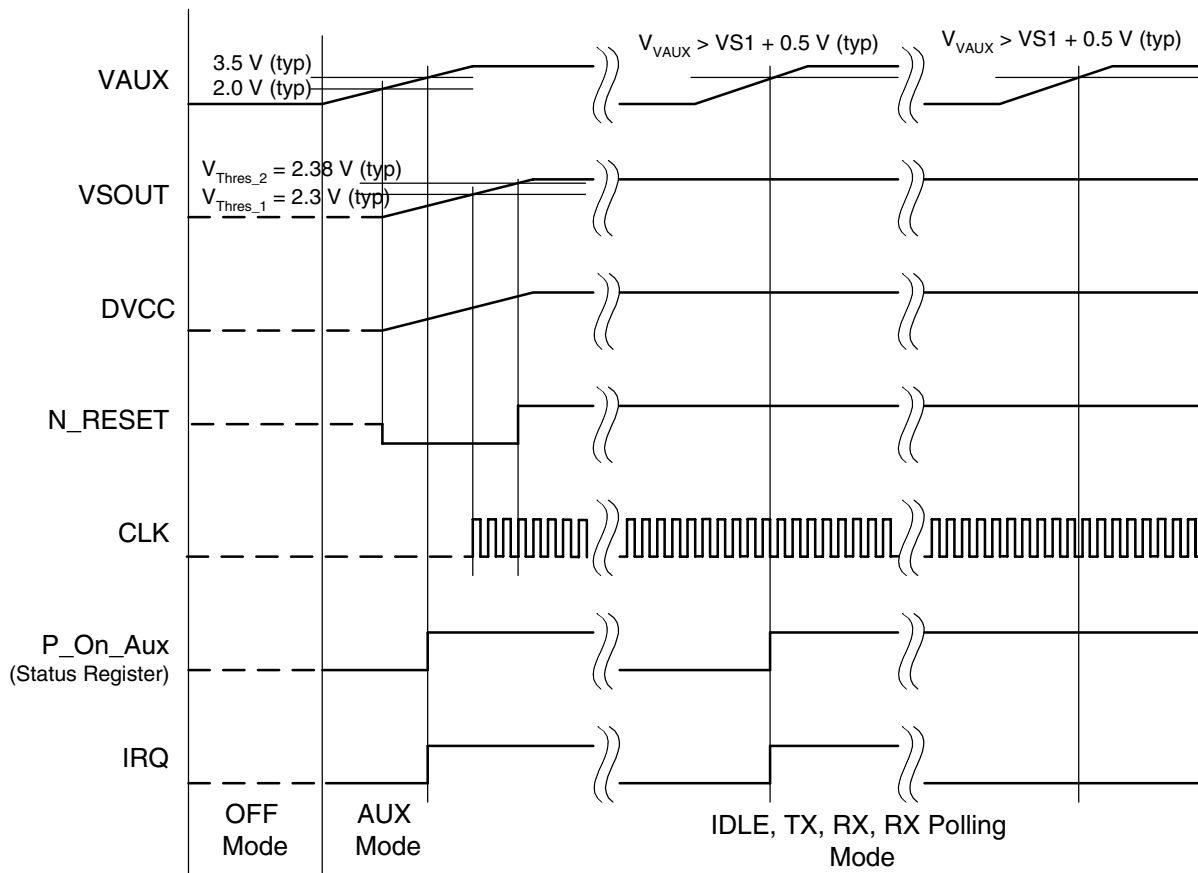 V_VAUX > VS1 + 0.5 V (typ)
V_VAUX > VS1 + 0.5 V (typ)
3.5 V (typ)
VAUX
2.0 V (typ)
V_Thres_2 = 2.38 V (typ)
VSOUT
V_Thres_1 = 2.3 V (typ)
DVCC
N_RESET
CLK
P_On_Aux
(Status Register)
IRQ
OFF
Mode
AUX
Mode
IDLE, TX, RX, RX Polling
Mode